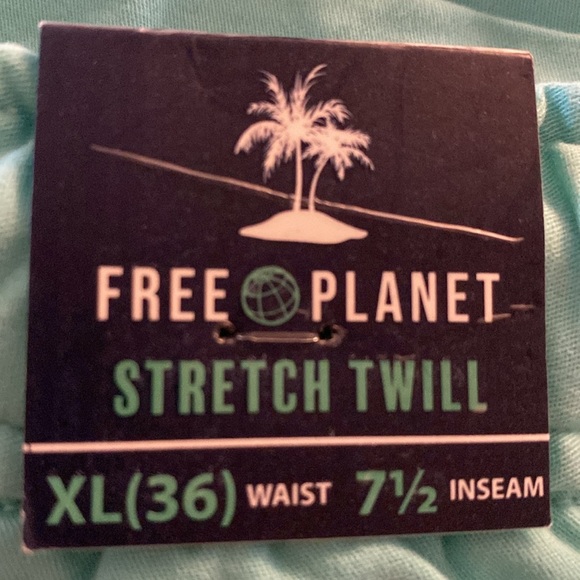 FREE PLANET
STRETCH TWILL
XL(36) WAIST 7½ INSEAM